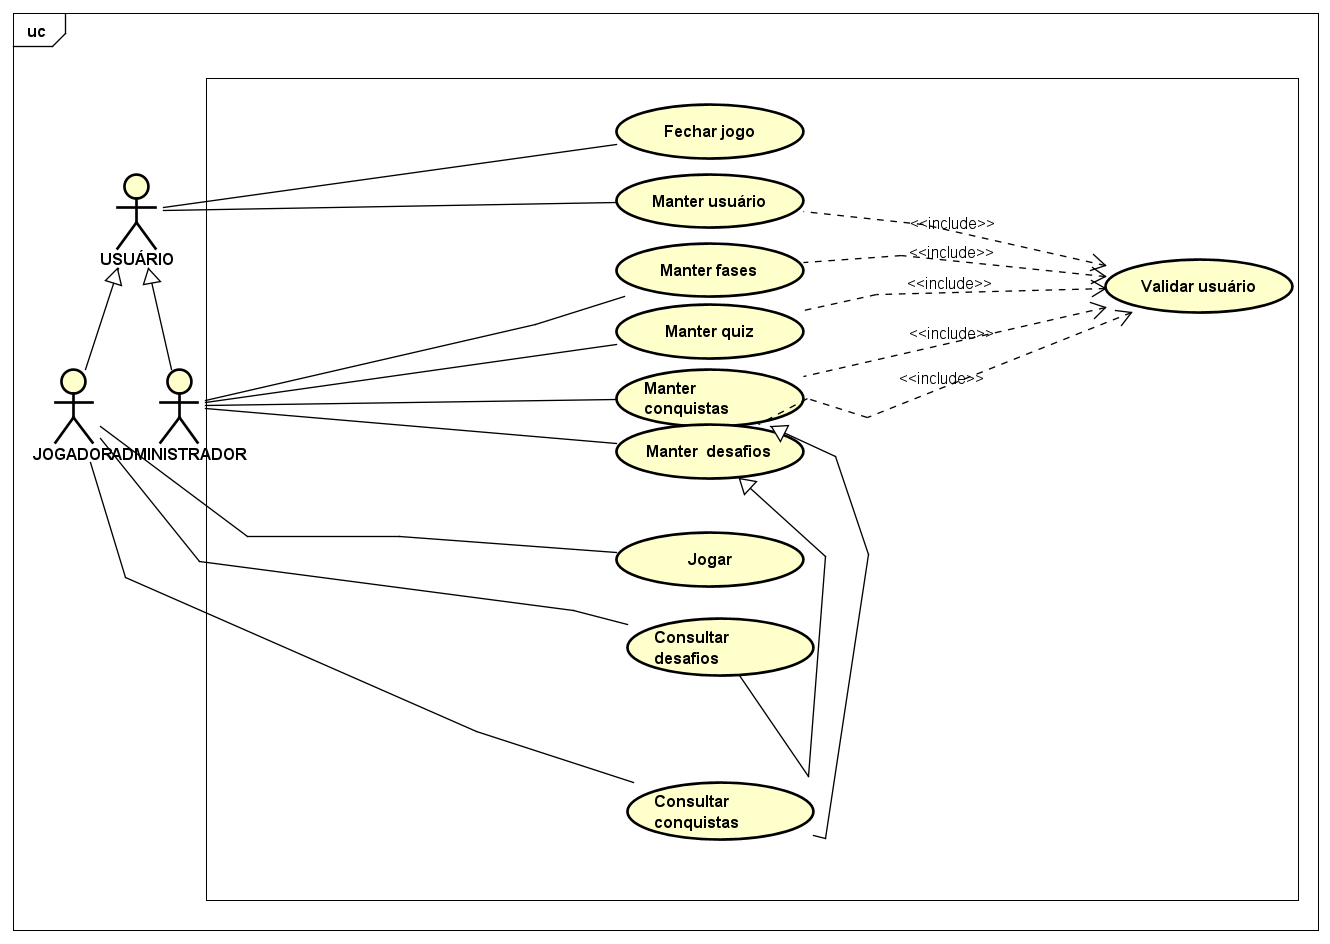 uc
Fechar jogo
Manter usuário
<<include>>
USUÁRIO
Manter fases
<<include>>
<<include>>
Validar usuário
Manter quiz
<<include>>
Manter
conquistas
<<include>>
JOGADOR
ADMINISTRADOR
Manter desafios
Jogar
Consultar
desafios
Consultar
conquistas